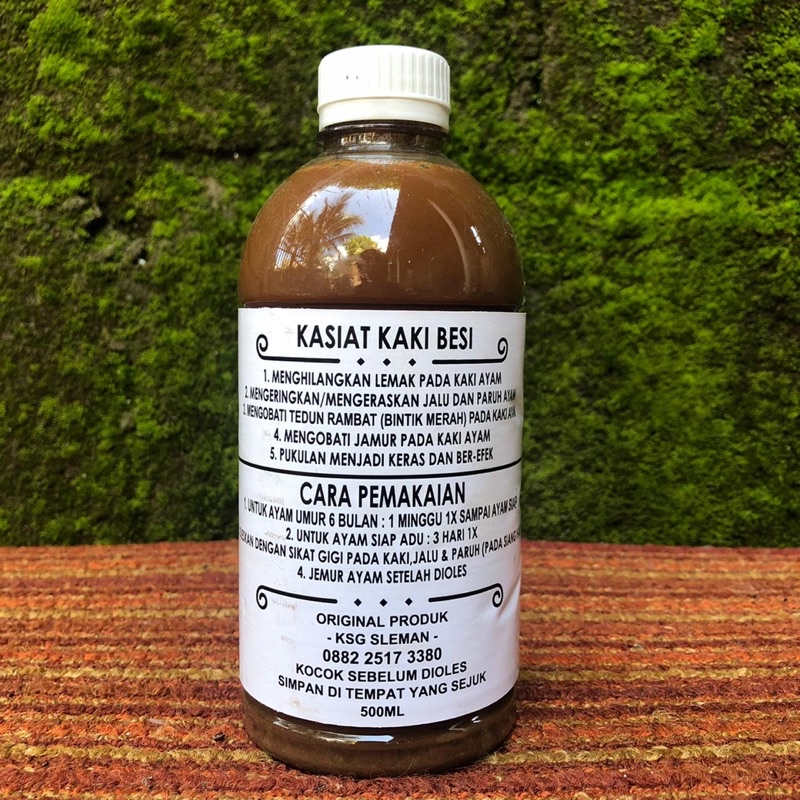 KASIAT KAKI BESI
1. MENGHILANGKAN LEMAK PADA KAKI AYAM
2. MENGERINGKAN/MENGERASKAN JALU DAN PARUH AYAM
3. MENGOBATI TEDUN RAMBAT (BINTIK MERAH) PADA KAKI
4. MENGOBATI JAMUR PADA KAKI AYAM
5. PUKULAN MENJADI KERAS DAN BER-EFEK
CARA PEMAKAIAN
1. UNTUK AYAM UMUR 6 BULAN : 1 MINGGU 1X SAMPAI AYAM SIAP
2. UNTUK AYAM SIAP ADU : 3 HARI 1X
DENGAN SIKAT GIGI PADA KAKI,JALU & PARUH (PADA SIANG
4. JEMUR AYAM SETELAH DIOLES
ORIGINAL PRODUK
- KSG SLEMAN -
0882 2517 3380
KOCOK SEBELUM DIOLES
SIMPAN DI TEMPAT YANG SEJUK
500ML